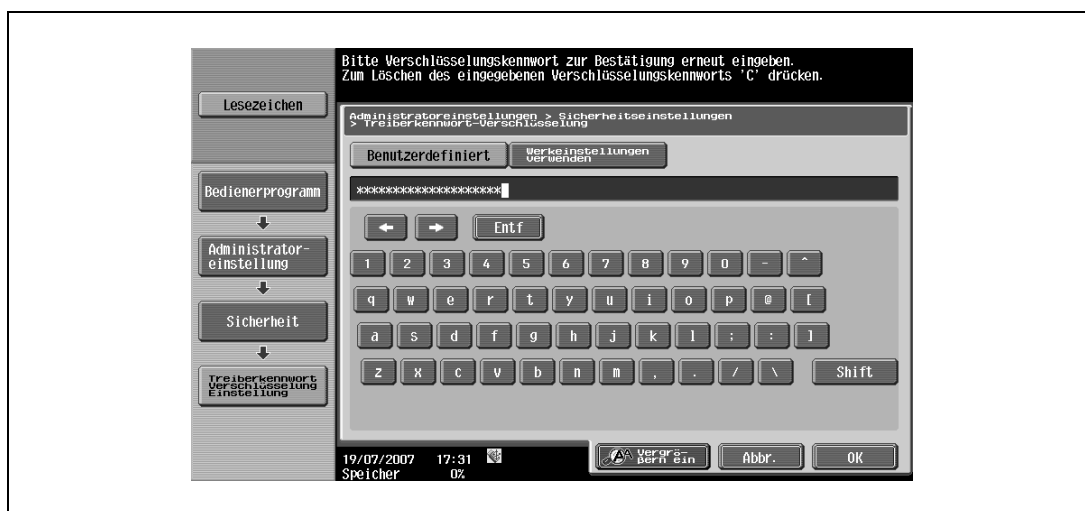 Bitte Verschlüsselungskennwort zur Bestätigung erneut eingeben.
Zum Löschen des eingegebenen Verschlüsselungskennworts 'C' drücken.
Lesezeichen
Administratoreinstellungen > Sicherheitseinstellungen
> Treiberkennwort-Verschlüsselung
Benutzerdefiniert
Werkeinstellungen
verwenden
Bedienerprogramm
********************
Entf
Administrator-
einstellung
1 2 3 4 5 6 7 8 9 0 - ^
q w e r t y u i o p @ [
Sicherheit
a s d f g h j k l ; : ]
z x c v b n m , . / \ Shift
Treiberkennwort
Verschlüsselung
Einstellung
19/07/2007 17:31
Speicher 0%
Vergrö-
ßern ein
Abbr.
OK